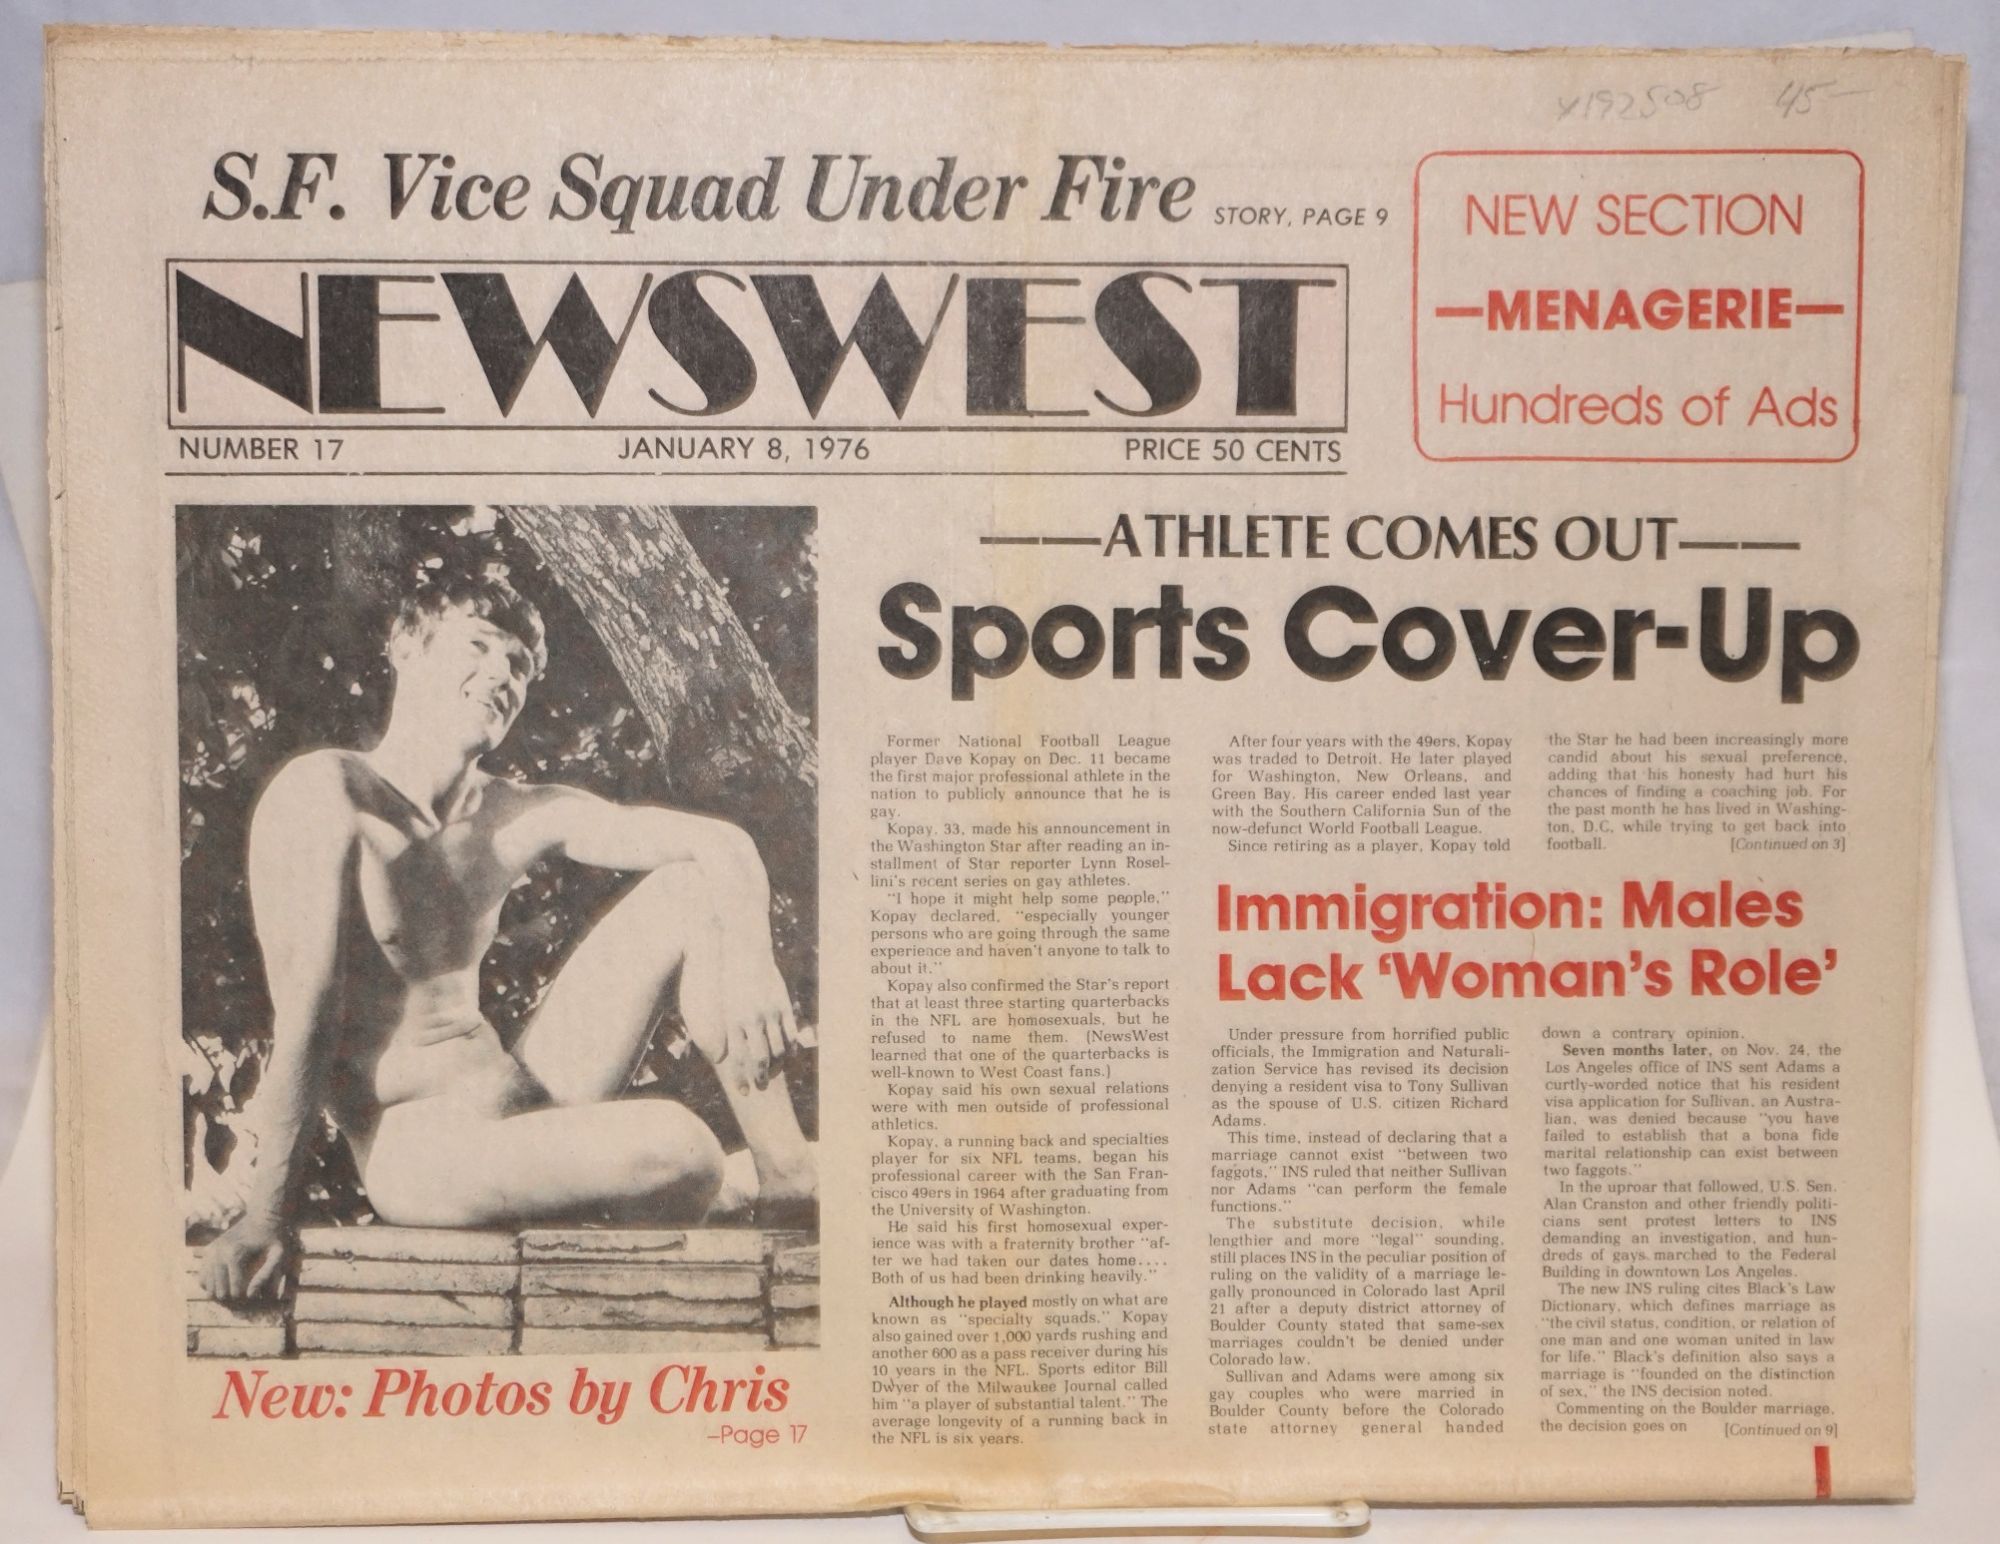 x192508 45-
S.F. Vice Squad Under Fire STORY, PAGE 9
NEWSWEST
NUMBER 17 JANUARY 8, 1976 PRICE 50 CENTS
NEW SECTION
—MENAGERIE—
Hundreds of Ads
New: Photos by Chris
–Page 17
——ATHLETE COMES OUT——
Sports Cover-Up
Former National Football League
player Dave Kopay on Dec. 11 became
the first major professional athlete in the
nation to publicly announce that he is
gay.
Kopay, 33, made his announcement in
the Washington Star after reading an in-
stallment of Star reporter Lynn Rosel-
lini's recent series on gay athletes.
"I hope it might help some people,"
Kopay declared, "especially younger
persons who are going through the same
experience and haven't anyone to talk to
about it."
Kopay also confirmed the Star's report
that at least three starting quarterbacks
in the NFL are homosexuals, but he
refused to name them. (NewsWest
learned that one of the quarterbacks is
well-known to West Coast fans.)
Kopay said his own sexual relations
were with men outside of professional
athletics.
Kopay, a running back and specialties
player for six NFL teams, began his
professional career with the San Fran-
cisco 49ers in 1964 after graduating from
the University of Washington.
He said his first homosexual exper-
ience was with a fraternity brother "af-
ter we had taken our dates home....
Both of us had been drinking heavily."
Although he played mostly on what are
known as "specialty squads," Kopay
also gained over 1,000 yards rushing and
another 600 as a pass receiver during his
10 years in the NFL. Sports editor Bill
Dwyer of the Milwaukee Journal called
him "a player of substantial talent." The
average longevity of a running back in
the NFL is six years.
After four years with the 49ers, Kopay
was traded to Detroit. He later played
for Washington, New Orleans, and
Green Bay. His career ended last year
with the Southern California Sun of the
now-defunct World Football League.
Since retiring as a player, Kopay told
the Star he had been increasingly more
candid about his sexual preference,
adding that his honesty had hurt his
chances of finding a coaching job. For
the past month he has lived in Washing-
ton, D.C. while trying to get back into
football. [Continued on 3]
Immigration: Males
Lack 'Woman's Role'
Under pressure from horrified public
officials, the Immigration and Naturali-
zation Service has revised its decision
denying a resident visa to Tony Sullivan
as the spouse of U.S. citizen Richard
Adams.
This time, instead of declaring that a
marriage cannot exist "between two
faggots," INS ruled that neither Sullivan
nor Adams "can perform the female
functions."
The substitute decision, while
lengthier and more "legal" sounding,
still places INS in the peculiar position of
ruling on the validity of a marriage le-
gally pronounced in Colorado last April
21 after a deputy district attorney of
Boulder County stated that same-sex
marriages couldn't be denied under
Colorado law.
Sullivan and Adams were among six
gay couples who were married in
Boulder County before the Colorado
state attorney general handed
down a contrary opinion.
Seven months later, on Nov. 24, the
Los Angeles office of INS sent Adams a
curtly-worded notice that his resident
visa application for Sullivan, an Austra-
lian, was denied because "you have
failed to establish that a bona fide
marital relationship can exist between
two faggots."
In the uproar that followed, U.S. Sen.
Alan Cranston and other friendly politi-
cians sent protest letters to INS
demanding an investigation, and hun-
dreds of gays marched to the Federal
Building in downtown Los Angeles.
The new INS ruling cites Black's Law
Dictionary, which defines marriage as
"the civil status, condition, or relation of
one man and one woman united in law
for life." Black's definition also says a
marriage is "founded on the distinction
of sex," the INS decision noted.
Commenting on the Boulder marriage,
the decision goes on [Continued on 9]